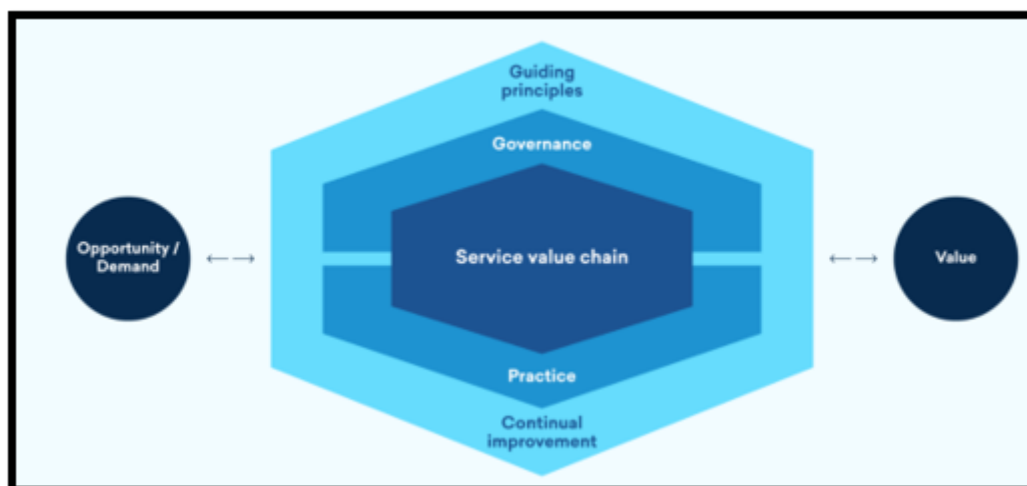 Guiding
principles
Governance
Opportunity /
Demand
Service value chain
Value
Practice
Continual
improvement